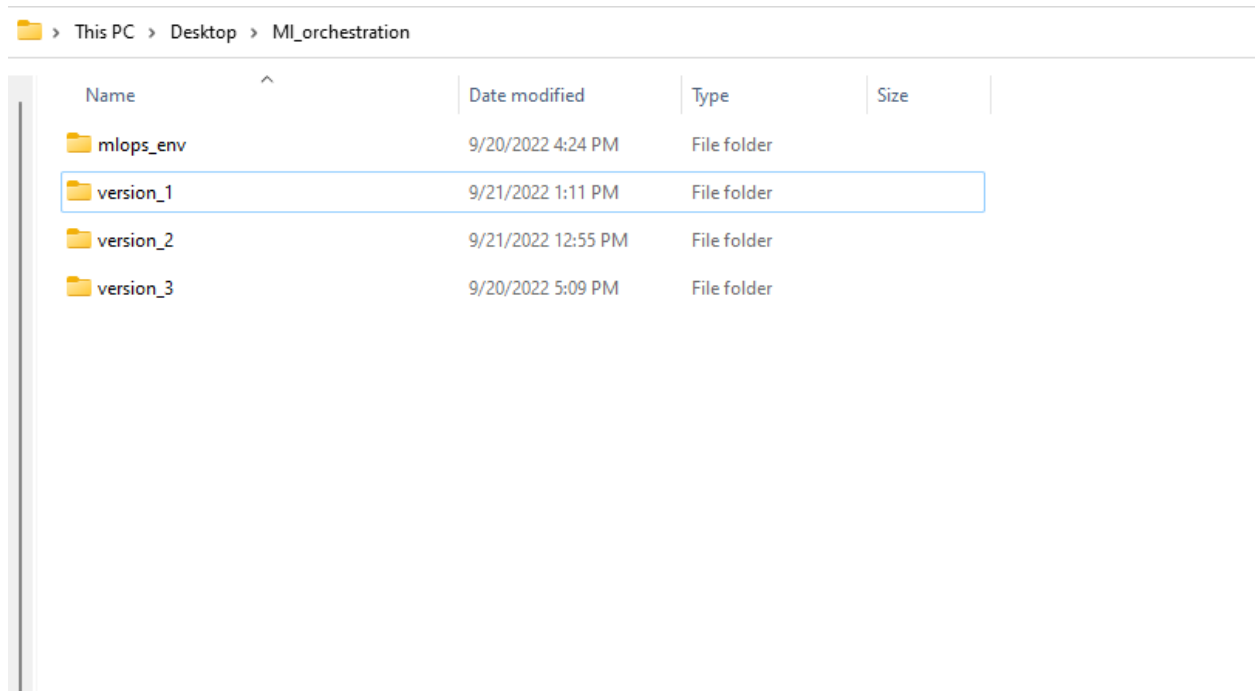 This PC > Desktop > Ml_orchestration
Name Date modified Type Size
mlops_env 9/20/2022 4:24 PM File folder
version_1 9/21/2022 1:11 PM File folder
version_2 9/21/2022 12:55 PM File folder
version_3 9/20/2022 5:09 PM File folder